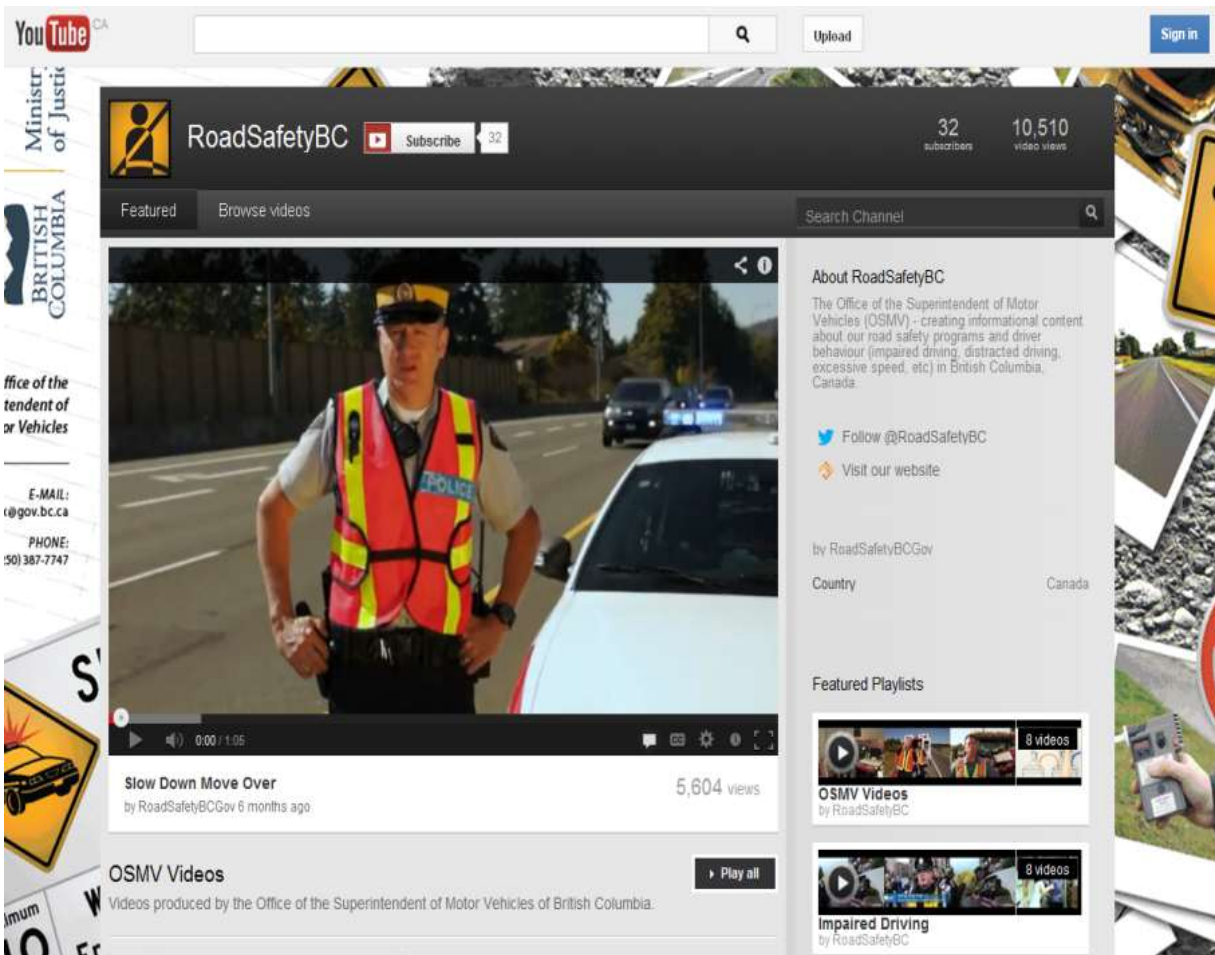 YouTube CA
Upload
Sign in
Ministry
of Justic
BRITISH
COLUMBIA
ffice of the
tendent of
or Vehicles
E-MAIL:
@gov.bc.ca
PHONE:
50) 387-7747
RoadSafetyBC
Subscribe
32
32
subscribers
10,510
video views
Featured
Browse videos
Search Channel
POLICE
0:00 / 1:05
CC
Slow Down Move Over
by RoadSafetyBCGov 6 months ago
5,604 views
OSMV Videos
Play all
Videos produced by the Office of the Superintendent of Motor Vehicles of British Columbia.
About RoadSafetyBC
The Office of the Superintendent of Motor
Vehicles (OSMV) - creating informational content
about our road safety programs and driver
behaviour (impaired driving, distracted driving,
excessive speed, etc) in British Columbia,
Canada.
Follow @RoadSafetyBC
Visit our website
by RoadSafetyBCGov
Country
Canada
Featured Playlists
8 videos
OSMV Videos
by RoadSafetyBC
8 videos
Impaired Driving
by RoadSafetyBC